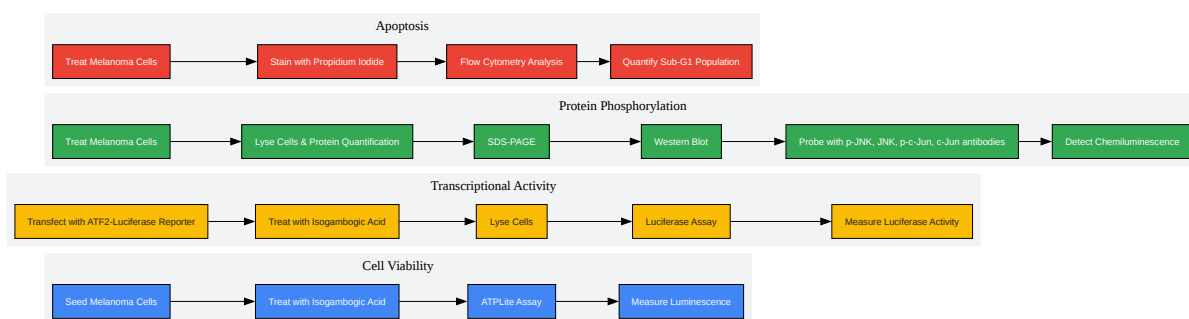 Apoptosis
Treat Melanoma Cells
Stain with Propidium Iodide
Flow Cytometry Analysis
Quantify Sub-G1 Population
Protein Phosphorylation
Treat Melanoma Cells
Lyse Cells & Protein Quantification
SDS-PAGE
Western Blot
Probe with p-JNK, JNK, p-c-Jun, c-Jun antibodies
Detect Chemiluminescence
Transcriptional Activity
Transfect with ATF2-Luciferase Reporter
Treat with Isogambogic Acid
Lyse Cells
Luciferase Assay
Measure Luciferase Activity
Cell Viability
Seed Melanoma Cells
Treat with Isogambogic Acid
ATPLite Assay
Measure Luminescence